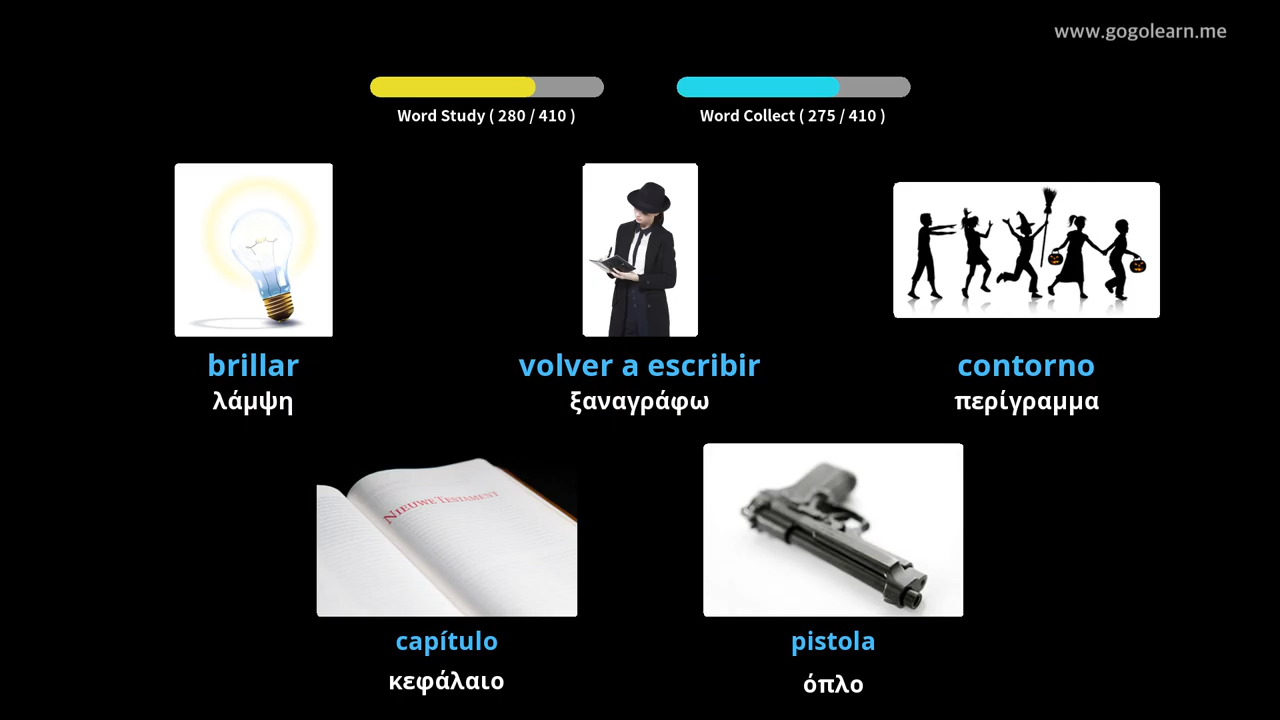 www.gogolearn.me
Word Study ( 280 / 410 )
Word Collect ( 275 / 410 )
brillar
λάμψη
volver a escribir
ξαναγράφω
contorno
περίγραμμα
NIEUWE TESTAMENT
capítulo
κεφάλαιο
pistola
όπλο